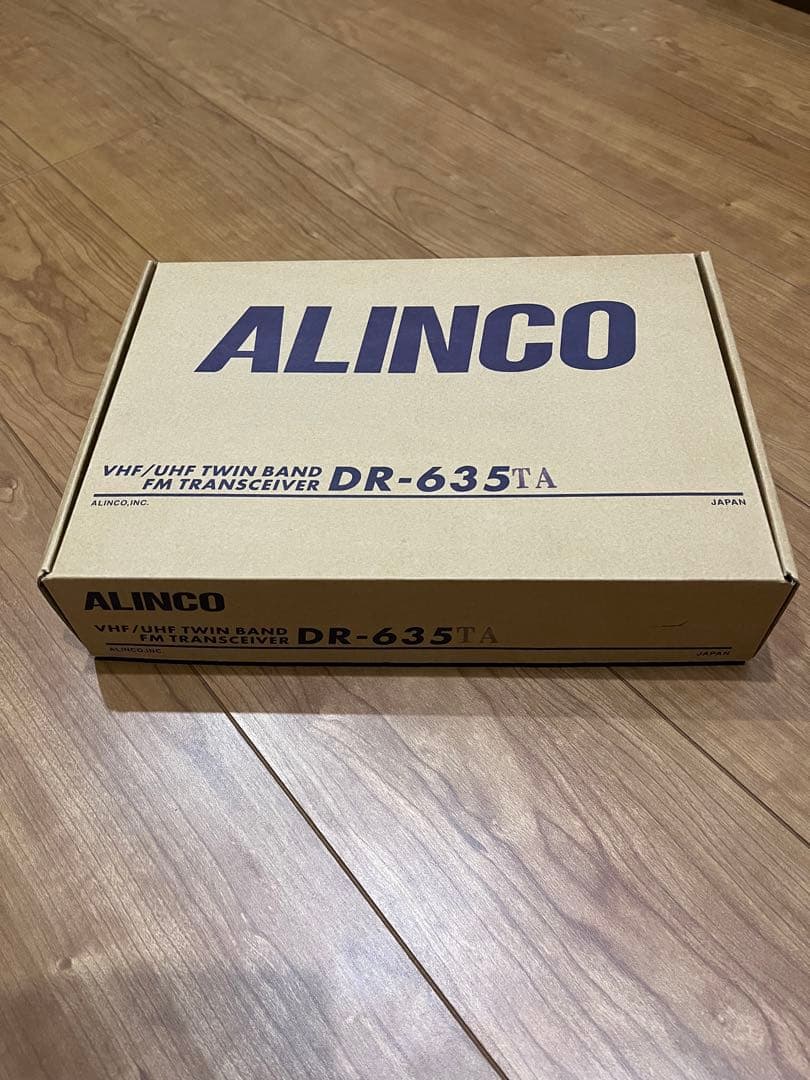 ALINCO
VHF/UHF TWIN BAND
FM TRANSCEIVER DR-635TA
ALINCO,INC. JAPAN
ALINCO
VHF/UHF TWIN BAND
FM TRANSCEIVER DR-635TA
ALINCO,INC. JAPAN